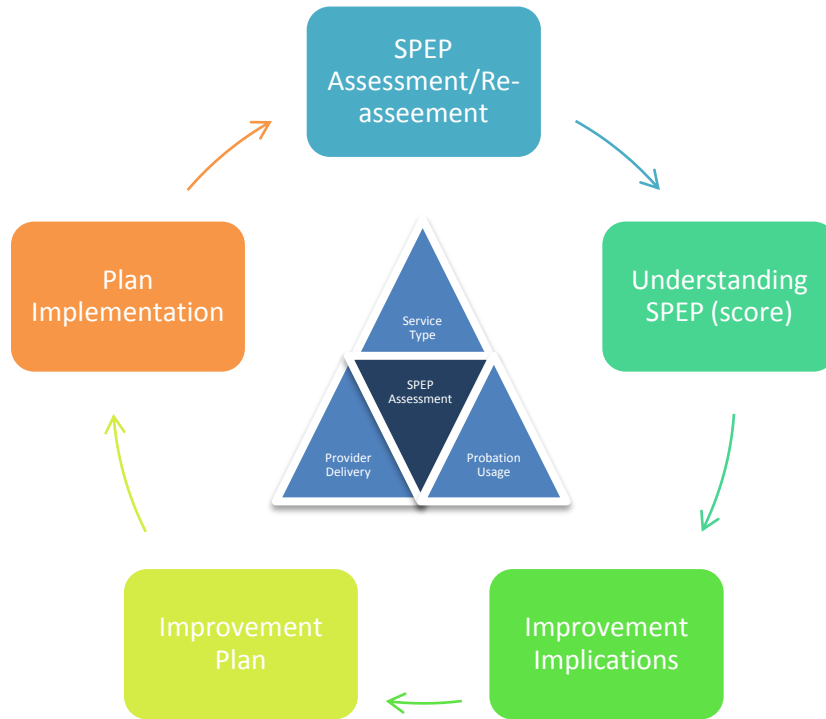 SPEP
Assessment/Re-
asseement
Understanding
SPEP (score)
Improvement
Implications
Improvement
Plan
Plan
Implementation
Service
Type
SPEP
Assessment
Provider
Delivery
Probation
Usage